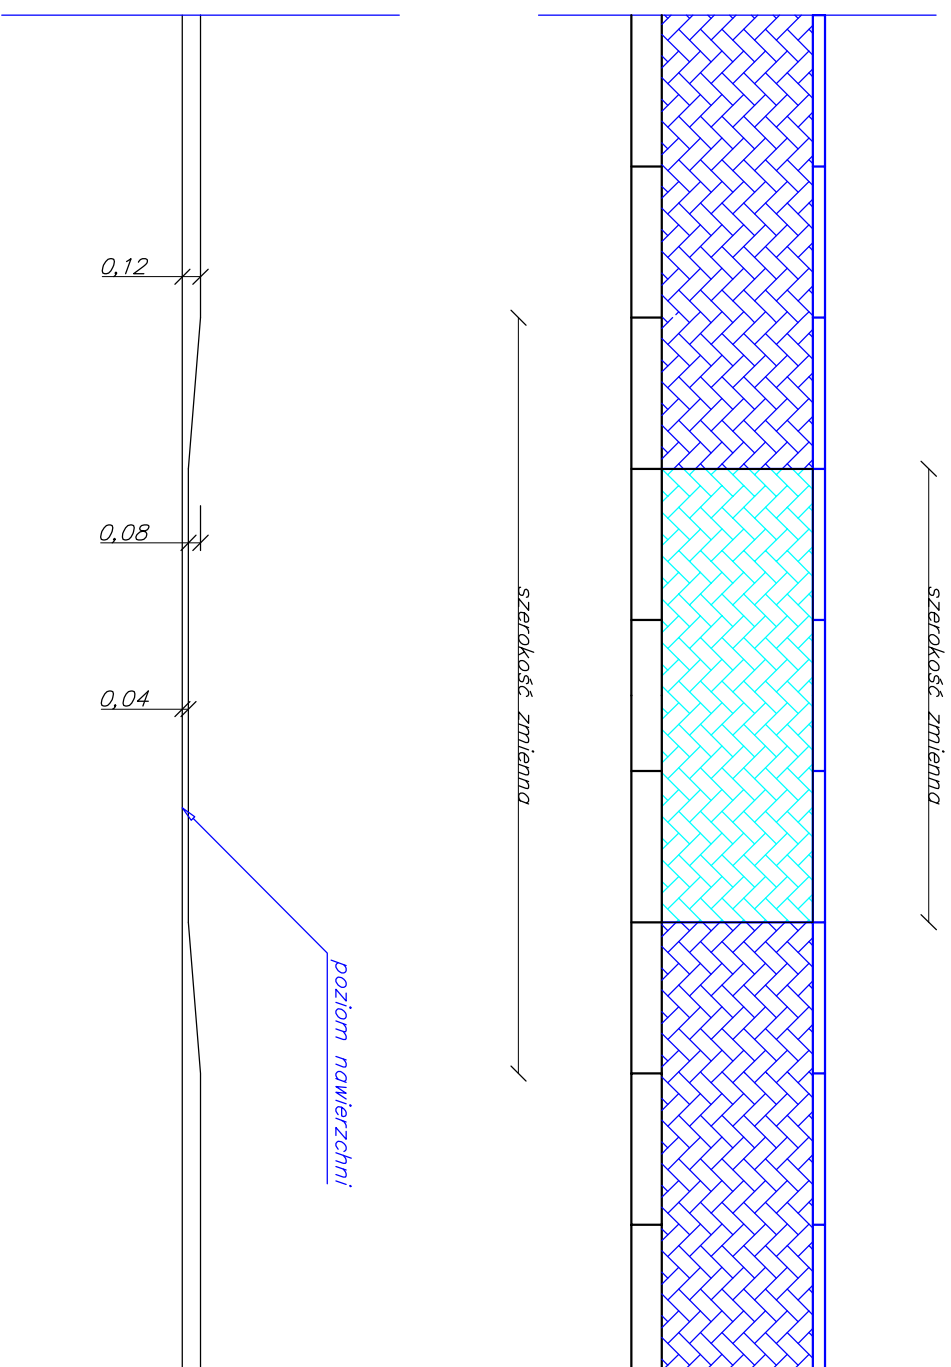 0,12
0,08
0,04
szerokość zmienna
szerokość zmienna
poziom nawierzchni